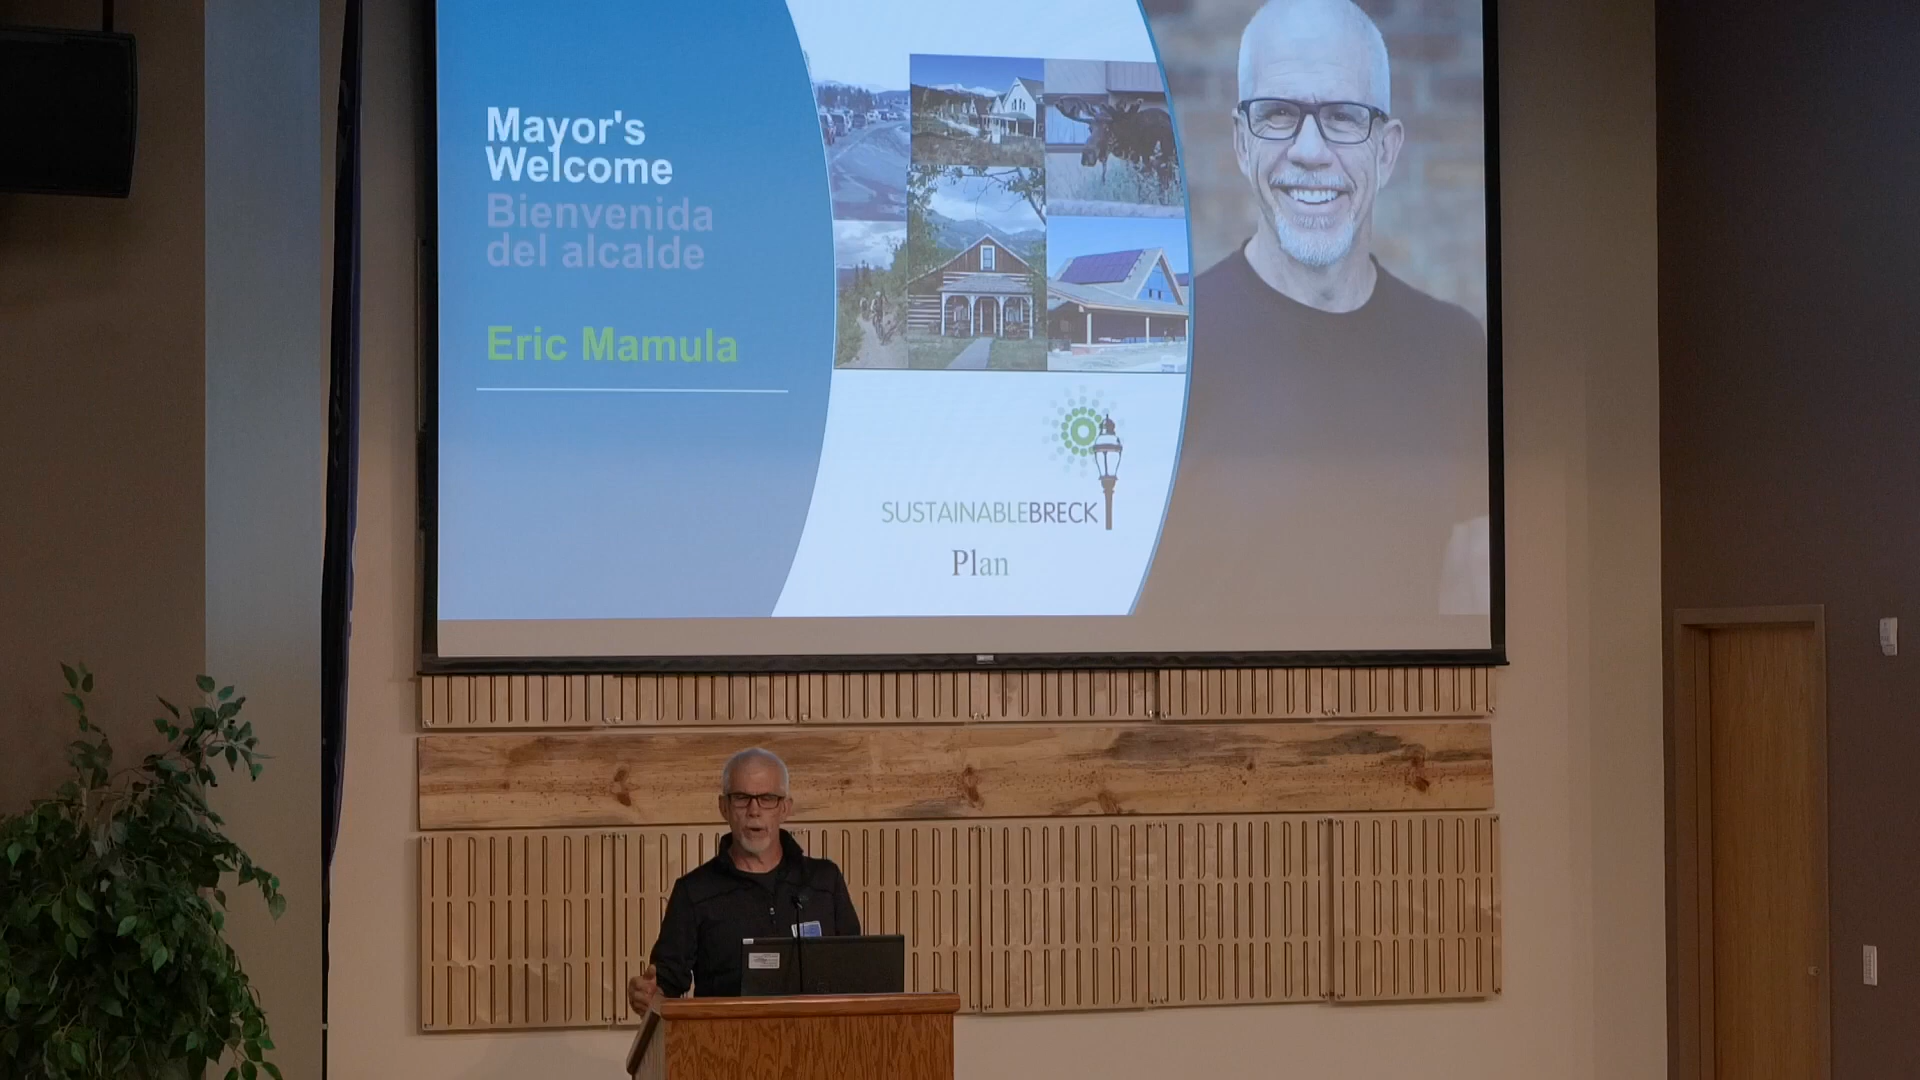 Mayor's
Welcome
Bienvenida
del alcalde
Eric Mamula
SUSTAINABLEBRECK
Plan